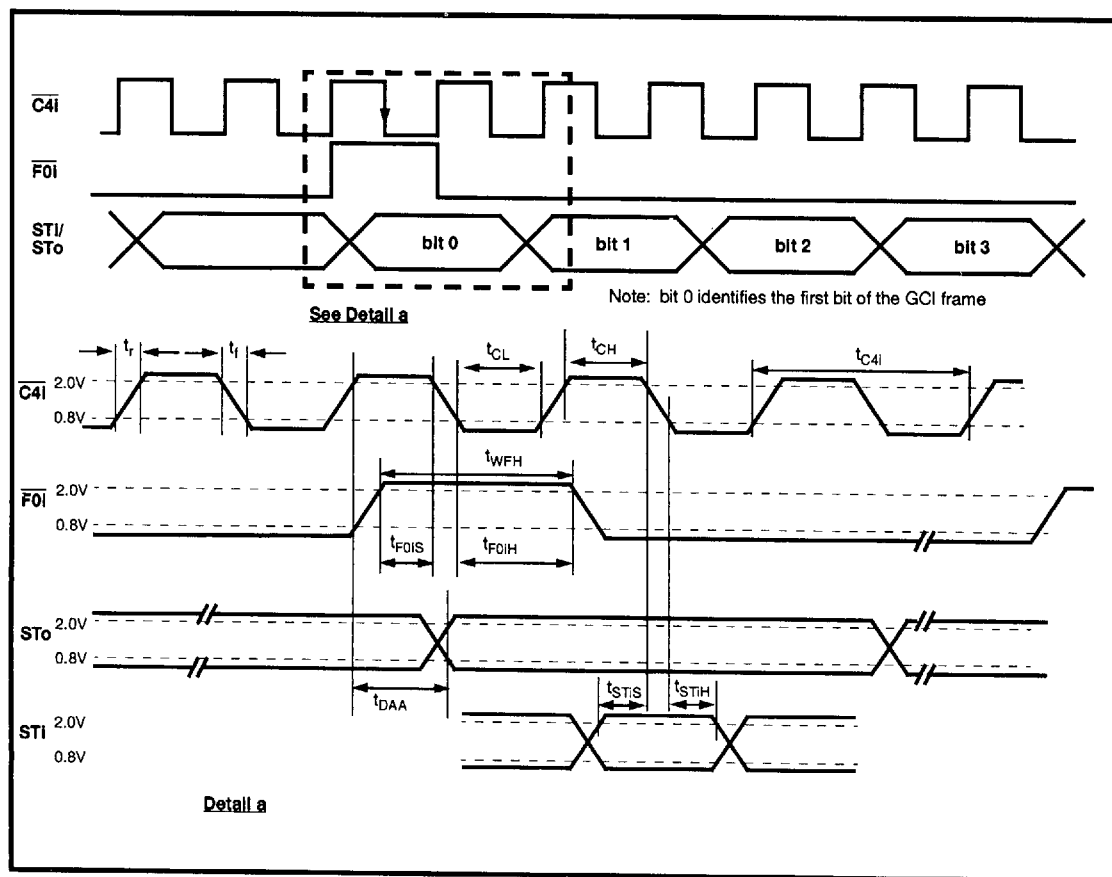 C4i
F0i
STi/
STo
bit 0
bit 1
bit 2
bit 3
See Detail a
Note: bit 0 identifies the first bit of the GCI frame
tr
tf
tCL
tCH
tC4i
C4i
2.0V
0.8V
tWFH
F0i
2.0V
0.8V
tF0iS
tF0iH
STo
2.0V
0.8V
tDAA
tSTiS
tSTiH
STi
2.0V
0.8V
Detail a